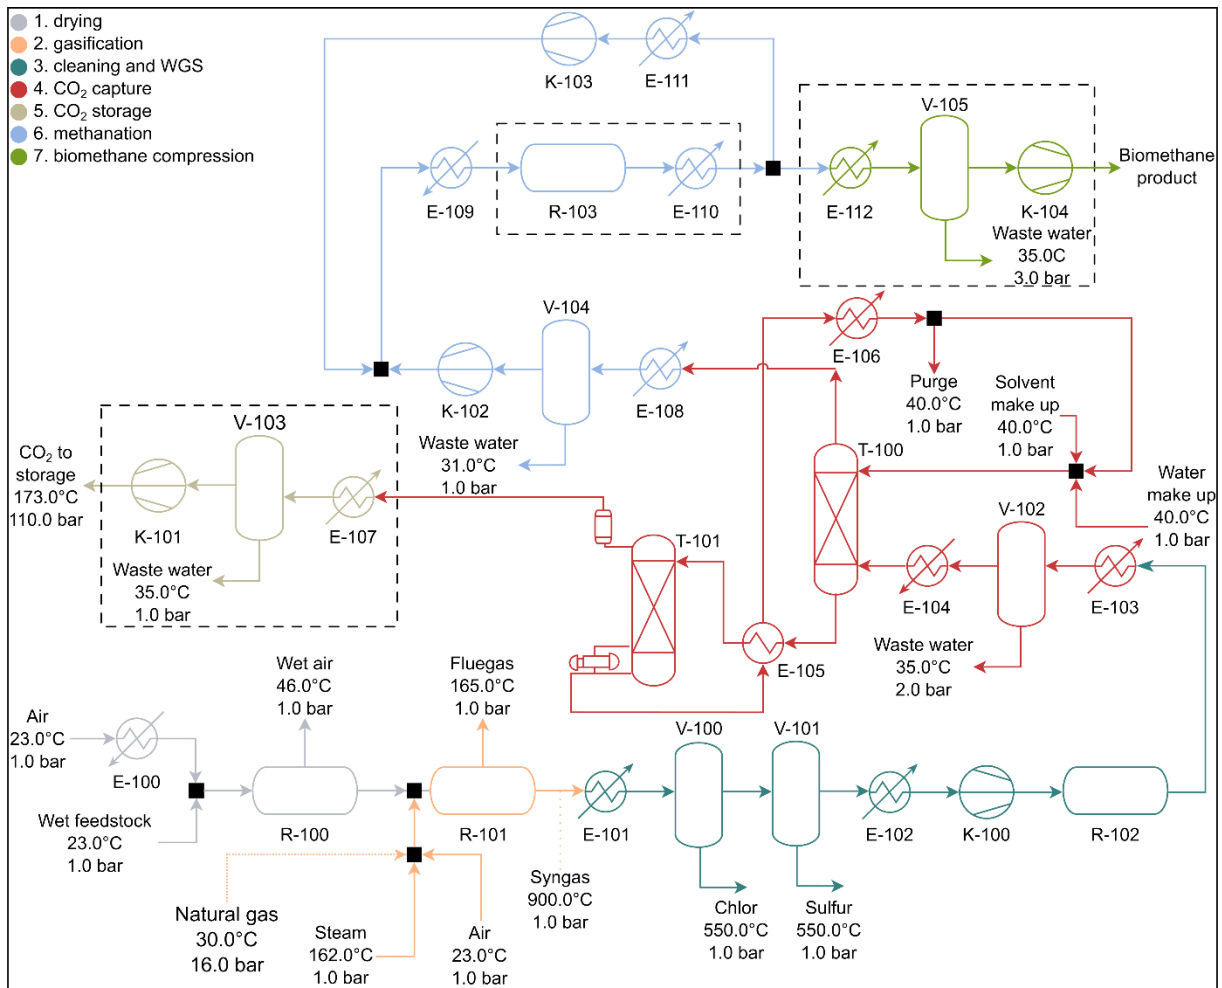 1. drying
2. gasification
3. cleaning and WGS
4. CO₂ capture
5. CO₂ storage
6. methanation
7. biomethane compression
K-103
E-111
V-105
Biomethane
product
E-109
R-103
E-110
E-112
K-104
Waste water
35.0C
3.0 bar
V-104
E-106
K-102
E-108
Purge
40.0°C
1.0 bar
Solvent
make up
40.0°C
1.0 bar
Waste water
31.0°C
1.0 bar
V-103
CO₂ to
storage
173.0°C
110.0 bar
K-101
E-107
Waste water
35.0°C
1.0 bar
T-100
Water
make up
40.0°C
1.0 bar
V-102
T-101
E-104
E-103
E-105
Waste water
35.0°C
2.0 bar
Wet air
46.0°C
1.0 bar
Fluegas
165.0°C
1.0 bar
Air
23.0°C
1.0 bar
E-100
V-100
V-101
Wet feedstock
23.0°C
1.0 bar
R-100
R-101
E-101
E-102
K-100
R-102
Syngas
900.0°C
1.0 bar
Natural gas
30.0°C
16.0 bar
Steam
162.0°C
1.0 bar
Air
23.0°C
1.0 bar
Chlor
550.0°C
1.0 bar
Sulfur
550.0°C
1.0 bar